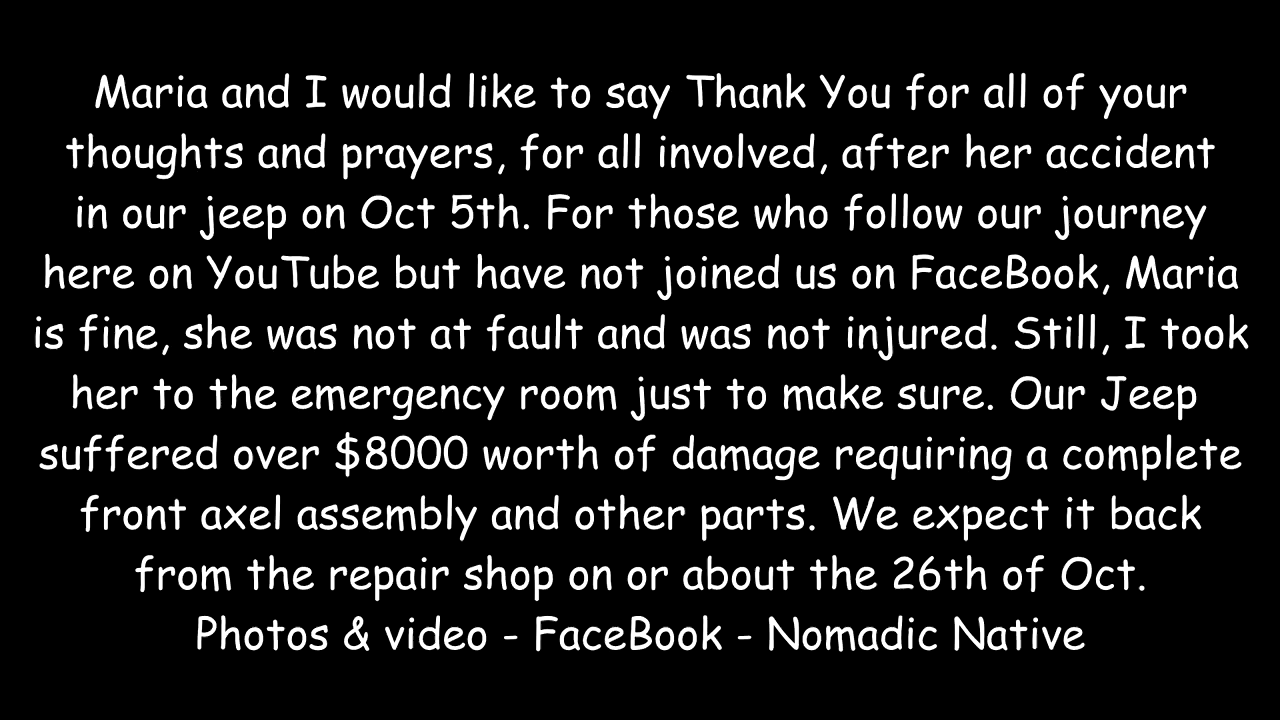 Maria and I would like to say Thank You for all of your
thoughts and prayers, for all involved, after her accident
in our jeep on Oct 5th. For those who follow our journey
here on YouTube but have not joined us on FaceBook, Maria
is fine, she was not at fault and was not injured. Still, I took
her to the emergency room just to make sure. Our Jeep
suffered over $8000 worth of damage requiring a complete
front axel assembly and other parts. We expect it back
from the repair shop on or about the 26th of Oct.
Photos & video - FaceBook - Nomadic Native